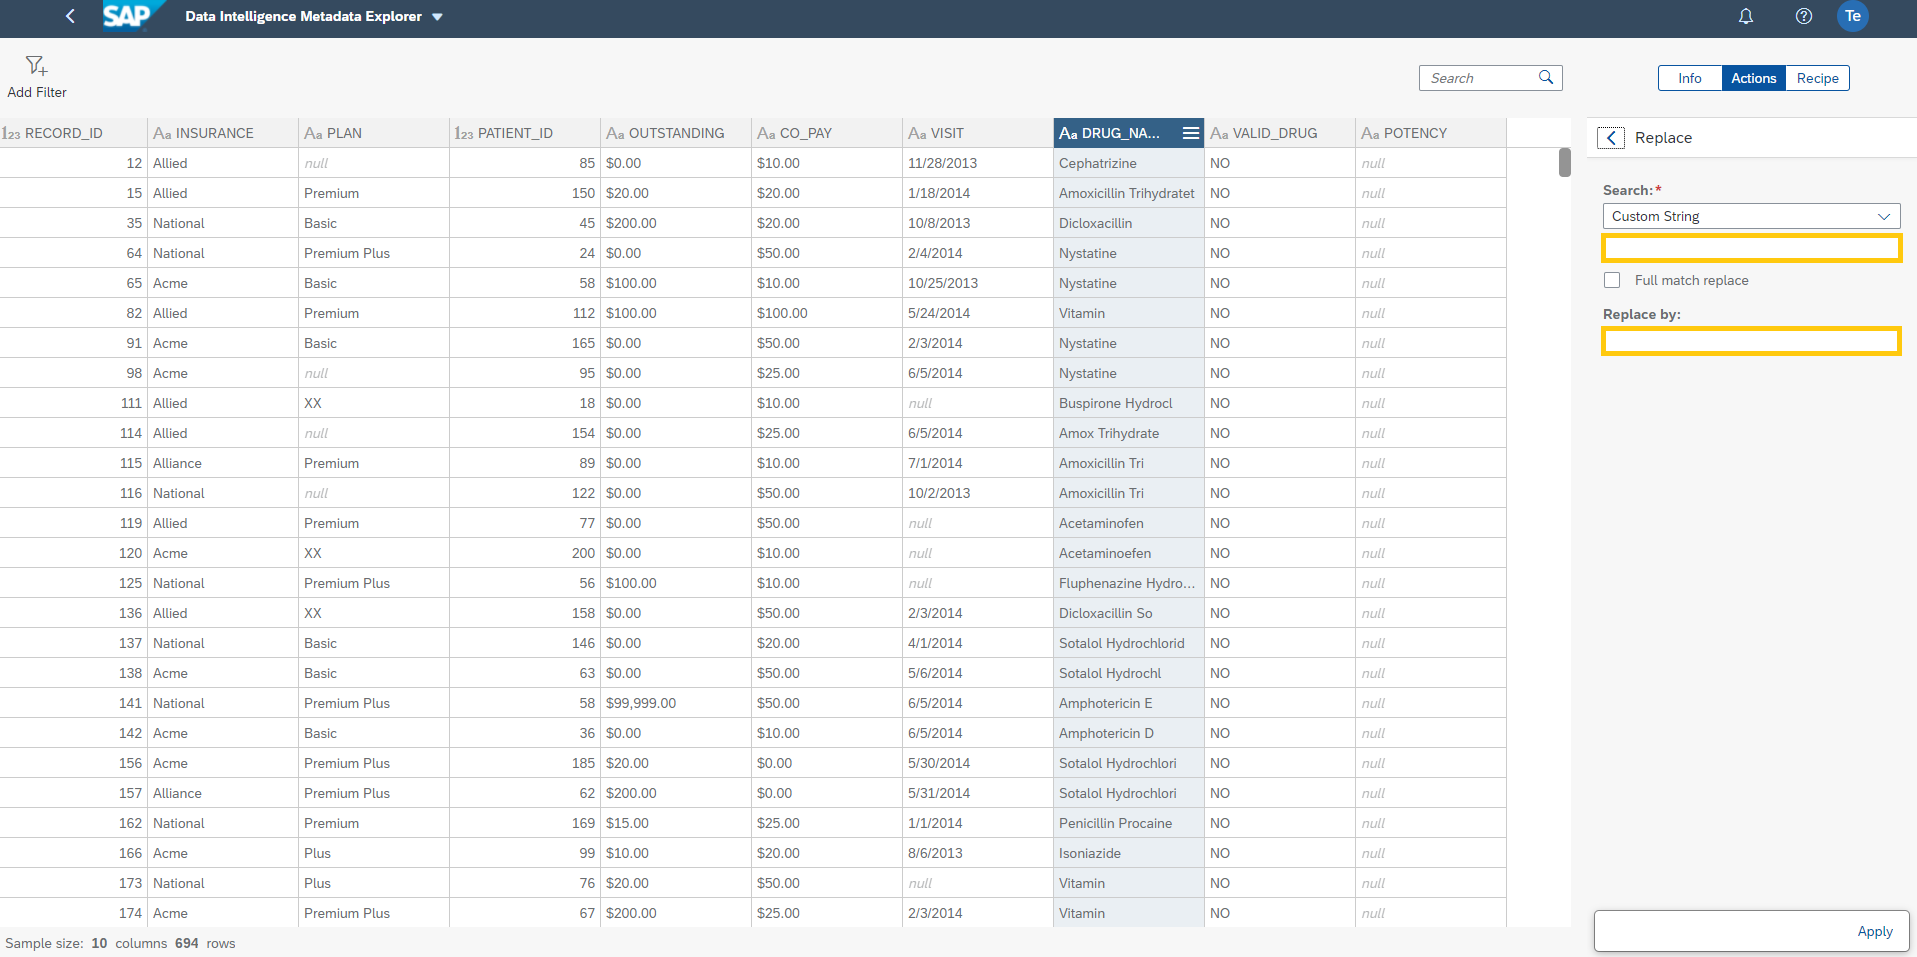 SAP Data Intelligence Metadata Explorer Te
Add Filter
Search
Info Actions Recipe
123 RECORD_ID Aa INSURANCE Aa PLAN 123 PATIENT_ID Aa OUTSTANDING Aa CO_PAY Aa VISIT Aa DRUG_NA... Aa VALID_DRUG Aa POTENCY
12 Allied null 85 $0.00 $10.00 11/28/2013 Cephatrizine NO null
15 Allied Premium 150 $20.00 $20.00 1/18/2014 Amoxicillin Trihydratet NO null
35 National Basic 45 $200.00 $20.00 10/8/2013 Dicloxacillin NO null
64 National Premium Plus 24 $0.00 $50.00 2/4/2014 Nystatine NO null
65 Acme Basic 58 $100.00 $10.00 10/25/2013 Nystatine NO null
82 Allied Premium 112 $100.00 $100.00 5/24/2014 Vitamin NO null
91 Acme Basic 165 $0.00 $50.00 2/3/2014 Nystatine NO null
98 Acme null 95 $0.00 $25.00 6/5/2014 Nystatine NO null
111 Allied XX 18 $0.00 $10.00 null Buspirone Hydrocl NO null
114 Allied null 154 $0.00 $25.00 6/5/2014 Amox Trihydrate NO null
115 Alliance Premium 89 $0.00 $10.00 7/1/2014 Amoxicillin Tri NO null
116 National null 122 $0.00 $50.00 10/2/2013 Amoxicillin Tri NO null
119 Allied Premium 77 $0.00 $50.00 null Acetaminofen NO null
120 Acme XX 200 $0.00 $10.00 null Acetaminoefen NO null
125 National Premium Plus 56 $100.00 $10.00 null Fluphenazine Hydro... NO null
136 Allied XX 158 $0.00 $50.00 2/3/2014 Dicloxacillin So NO null
137 National Basic 146 $0.00 $20.00 4/1/2014 Sotalol Hydrochlorid NO null
138 Acme Basic 63 $0.00 $50.00 5/6/2014 Sotalol Hydrochl NO null
141 National Premium Plus 58 $99,999.00 $50.00 6/5/2014 Amphotericin E NO null
142 Acme Basic 36 $0.00 $10.00 6/5/2014 Amphotericin D NO null
156 Acme Premium Plus 185 $20.00 $0.00 5/30/2014 Sotalol Hydrochlori NO null
157 Alliance Premium Plus 62 $200.00 $0.00 5/31/2014 Sotalol Hydrochlori NO null
162 National Premium 169 $15.00 $25.00 1/1/2014 Penicillin Procaine NO null
166 Acme Plus 99 $10.00 $20.00 8/6/2013 Isoniazide NO null
173 National Plus 76 $20.00 $50.00 null Vitamin NO null
174 Acme Premium Plus 67 $200.00 $25.00 2/3/2014 Vitamin NO null
Sample size: 10 columns 694 rows
Replace
Search:*
Custom String
Full match replace
Replace by:
Apply